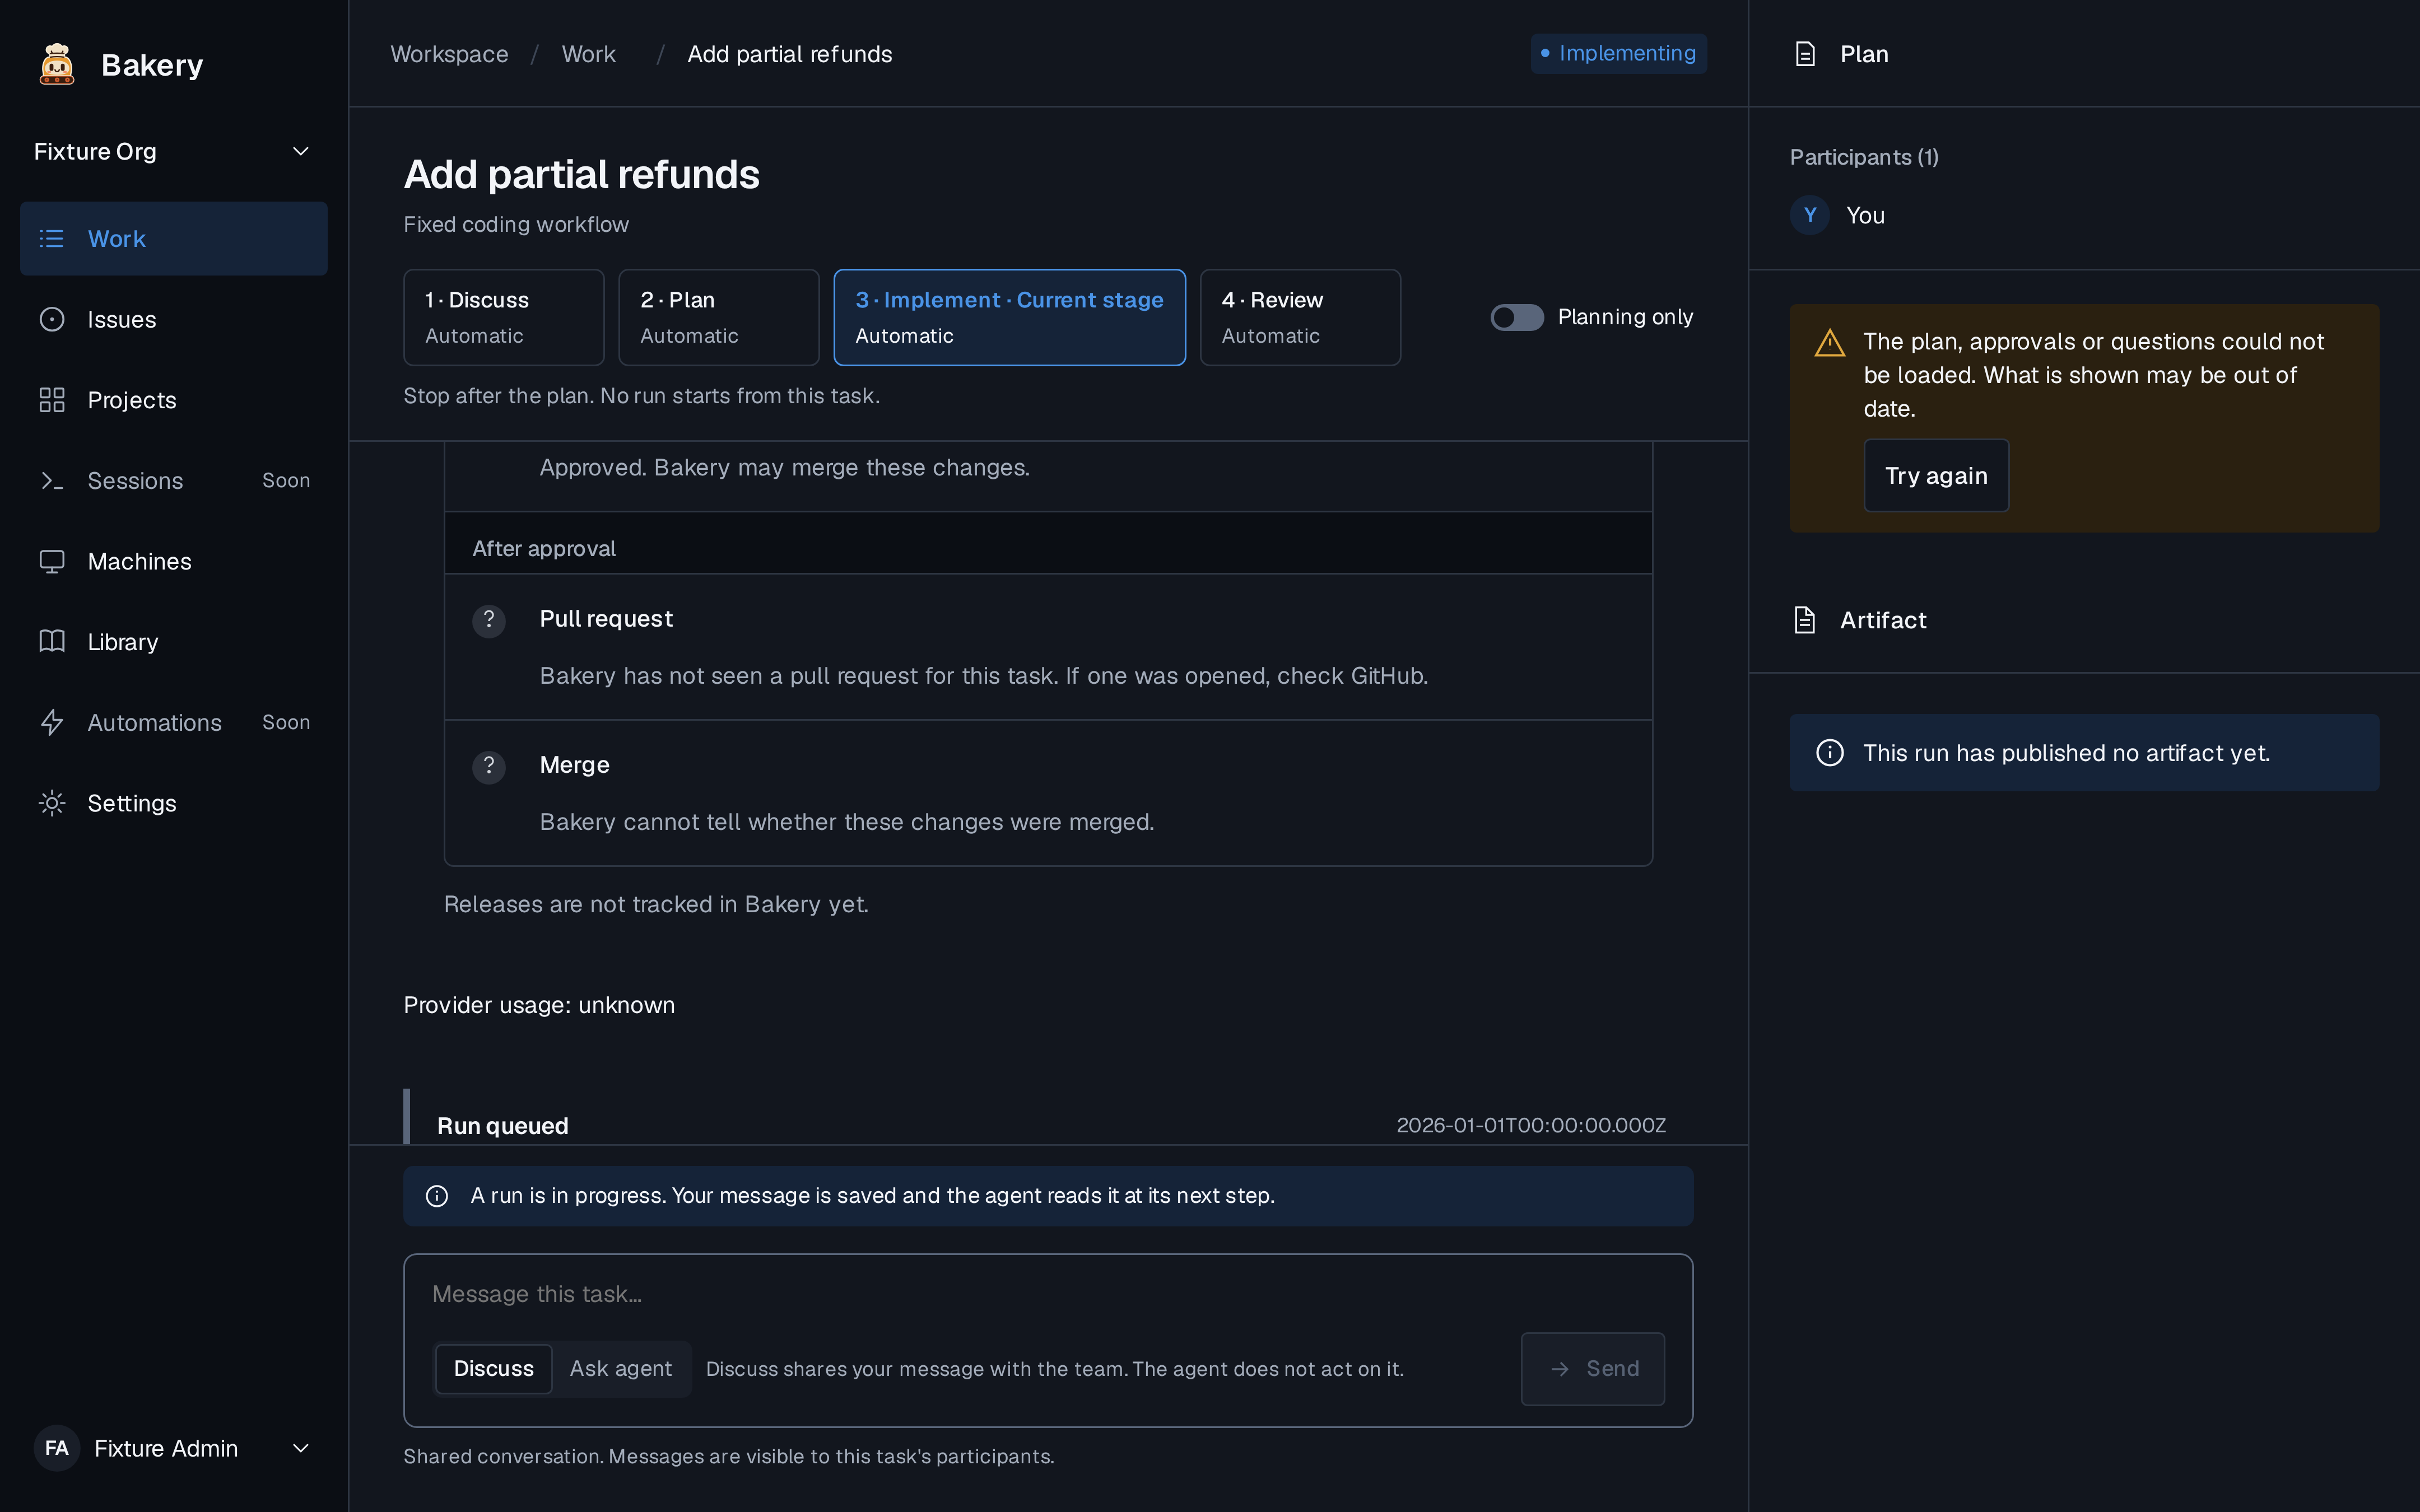 Bakery
Fixture Org
Work
Issues
Projects
Sessions Soon
Machines
Library
Automations Soon
Settings
FA Fixture Admin
Workspace / Work / Add partial refunds
Implementing
Add partial refunds
Fixed coding workflow
1 · Discuss
Automatic
2 · Plan
Automatic
3 · Implement · Current stage
Automatic
4 · Review
Automatic
Planning only
Stop after the plan. No run starts from this task.
Approved. Bakery may merge these changes.
After approval
? Pull request
Bakery has not seen a pull request for this task. If one was opened, check GitHub.
? Merge
Bakery cannot tell whether these changes were merged.
Releases are not tracked in Bakery yet.
Provider usage: unknown
Run queued 2026-01-01T00:00:00.000Z
A run is in progress. Your message is saved and the agent reads it at its next step.
Message this task...
Discuss Ask agent Discuss shares your message with the team. The agent does not act on it. Send
Shared conversation. Messages are visible to this task's participants.
Plan
Participants (1)
Y You
The plan, approvals or questions could not
be loaded. What is shown may be out of
date.
Try again
Artifact
This run has published no artifact yet.